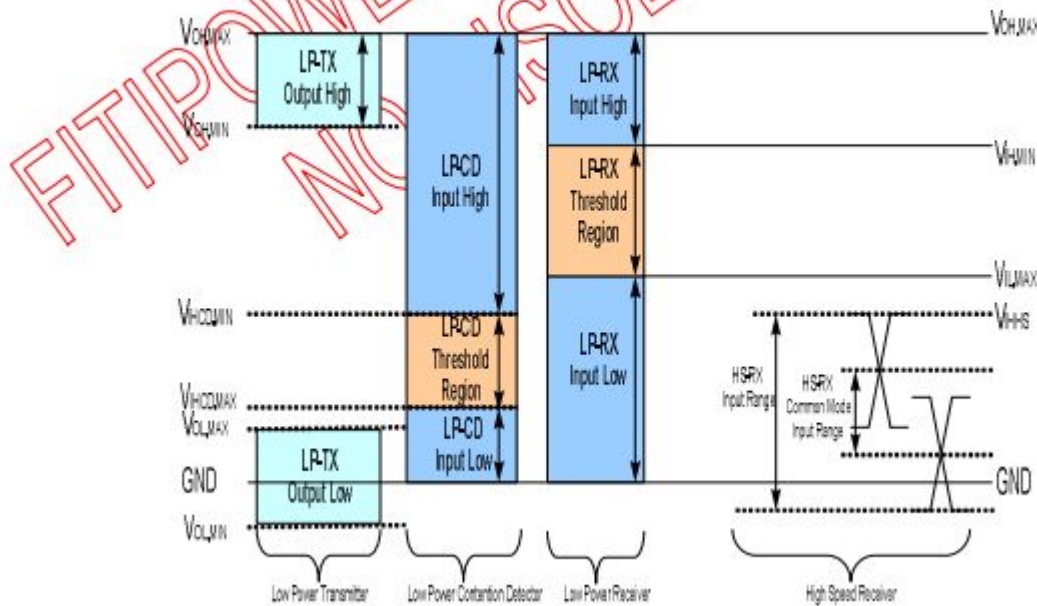 FITIPOWE
NO
VOH,MAX
LP-TX
Output High
VOH,MIN
LP-CD
Input High
LP-RX
Input High
LP-RX
Threshold
Region
VOH,MAX
VIH,MIN
VIL,MAX
VIHCD,MIN
LP-CD
Threshold
Region
LP-RX
Input Low
VIHHS
HS-RX
Input Range
HS-RX
Common Mode
Input Range
VIHCD,MAX
VOL,MAX
LP-CD
Input Low
GND
LP-TX
Output Low
GND
VOL,MIN
Low Power Transmitter
Low Power Contention Detector
Low Power Receiver
High Speed Receiver